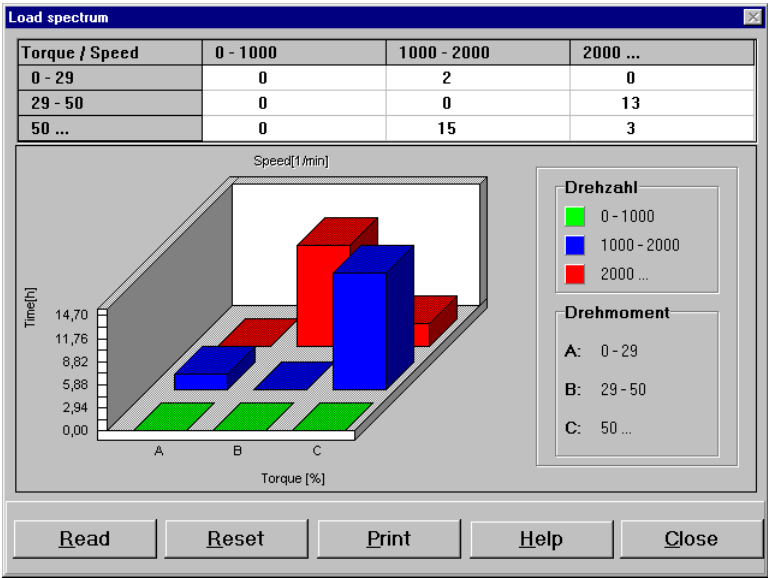 Load spectrum
Torque / Speed 0 - 1000 1000 - 2000 2000 ...
0 - 29 0 2 0
29 - 50 0 0 13
50 ... 0 15 3
Speed[1/min]
Time[h]
14,70
11,76
8,82
5,88
2,94
0,00
A B C
Torque [%]
Drehzahl
0 - 1000
1000 - 2000
2000 ...
Drehmoment
A: 0 - 29
B: 29 - 50
C: 50 ...
Read Reset Print Help Close